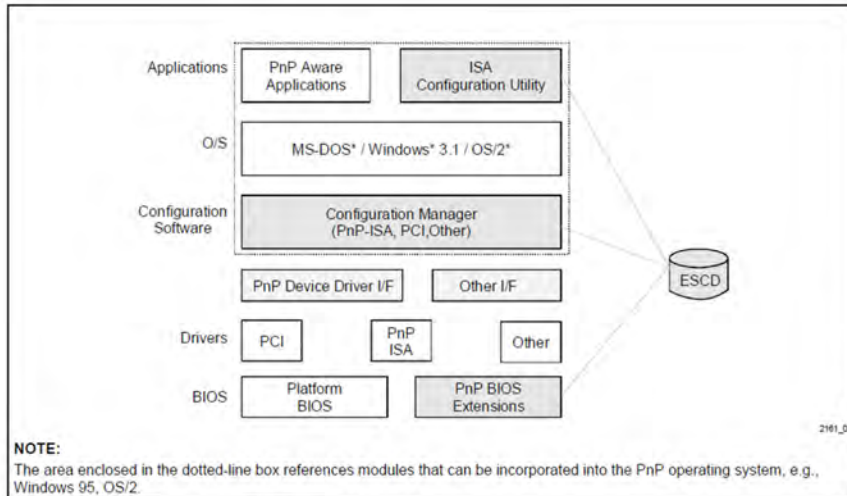 Applications
PnP Aware
Applications
ISA
Configuration Utility
O/S
MS-DOS* / Windows* 3.1 / OS/2*
Configuration
Software
Configuration Manager
(PnP-ISA, PCI,Other)
PnP Device Driver I/F
Other I/F
ESCD
Drivers
PCI
PnP
ISA
Other
BIOS
Platform
BIOS
PnP BIOS
Extensions
NOTE:
The area enclosed in the dotted-line box references modules that can be incorporated into the PnP operating system, e.g.,
Windows 95, OS/2.